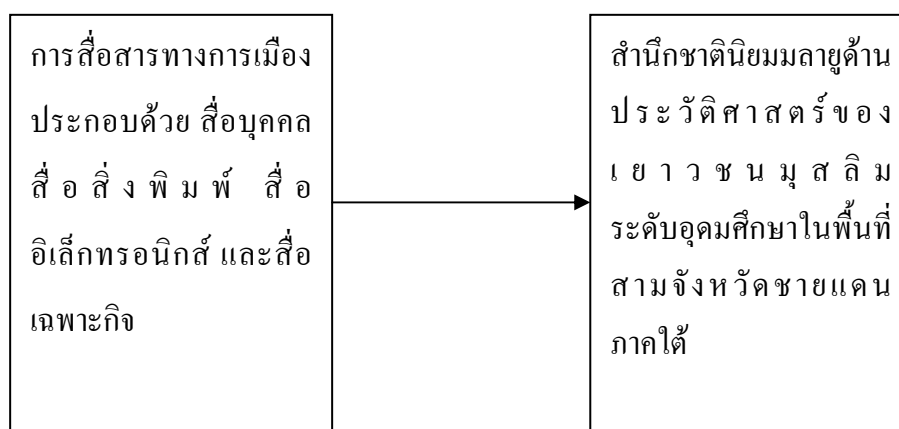 การสื่อสารทางการเมือง
ประกอบด้วย สื่อบุคคล
สื่อสิ่งพิมพ์ สื่อ
อิเล็กทรอนิกส์ และสื่อ
เฉพาะกิจ
สำนึกชาตินิยมมลายูด้าน
ประวัติศาสตร์ของ
เยาวชนมุสลิม
ระดับอุดมศึกษาในพื้นที่
สามจังหวัดชายแดน
ภาคใต้